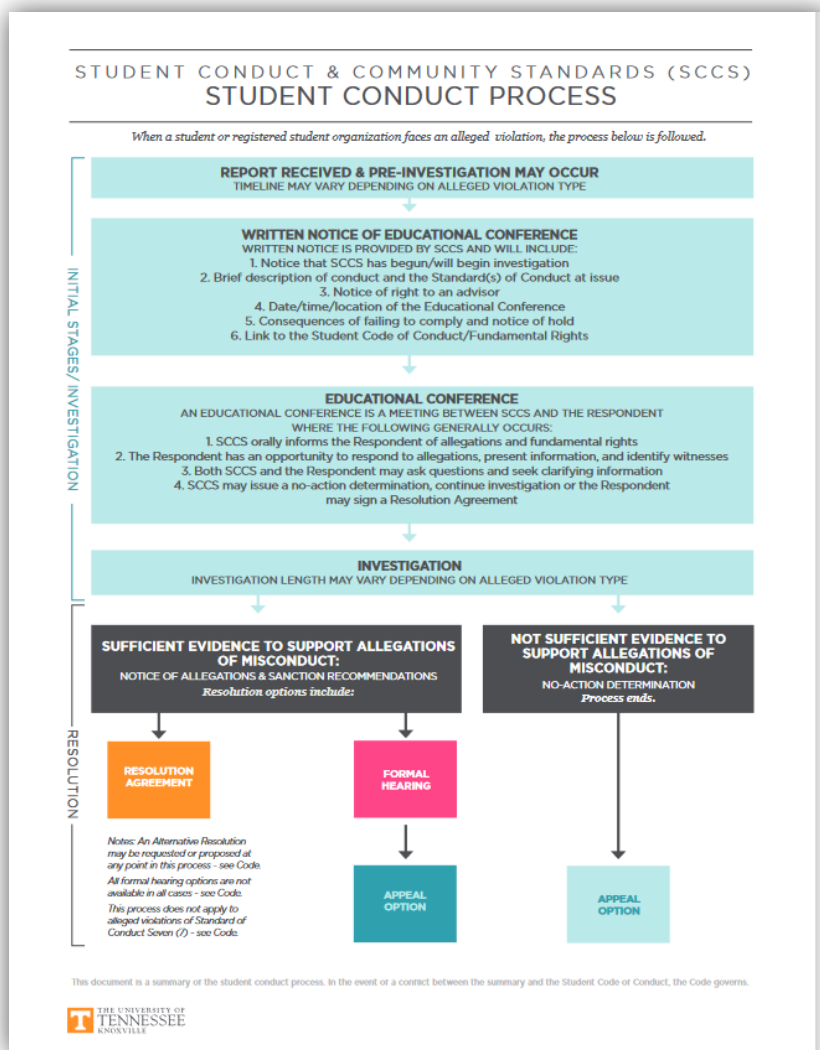 STUDENT CONDUCT & COMMUNITY STANDARDS (SCCS)
STUDENT CONDUCT PROCESS
When a student or registered student organization faces an alleged violation, the process below is followed.
INITIAL STAGES/ INVESTIGATION
REPORT RECEIVED & PRE-INVESTIGATION MAY OCCUR
TIMELINE MAY VARY DEPENDING ON ALLEGED VIOLATION TYPE
WRITTEN NOTICE OF EDUCATIONAL CONFERENCE
WRITTEN NOTICE IS PROVIDED BY SCCS AND WILL INCLUDE:
1. Notice that SCCS has begun/will begin investigation
2. Brief description of conduct and the Standard(s) of Conduct at issue
3. Notice of right to an advisor
4. Date/time/location of the Educational Conference
5. Consequences of failing to comply and notice of hold
6. Link to the Student Code of Conduct/Fundamental Rights
EDUCATIONAL CONFERENCE
AN EDUCATIONAL CONFERENCE IS A MEETING BETWEEN SCCS AND THE RESPONDENT
WHERE THE FOLLOWING GENERALLY OCCURS:
1. SCCS orally informs the Respondent of allegations and fundamental rights
2. The Respondent has an opportunity to respond to allegations, present information, and identify witnesses
3. Both SCCS and the Respondent may ask questions and seek clarifying information
4. SCCS may issue a no-action determination, continue investigation or the Respondent
may sign a Resolution Agreement
INVESTIGATION
INVESTIGATION LENGTH MAY VARY DEPENDING ON ALLEGED VIOLATION TYPE
RESOLUTION
SUFFICIENT EVIDENCE TO SUPPORT ALLEGATIONS
OF MISCONDUCT:
NOTICE OF ALLEGATIONS & SANCTION RECOMMENDATIONS
Resolution options include:
NOT SUFFICIENT EVIDENCE TO
SUPPORT ALLEGATIONS OF
MISCONDUCT:
NO-ACTION DETERMINATION
Process ends.
RESOLUTION
AGREEMENT
FORMAL
HEARING
Notes: An Alternative Resolution
may be requested or proposed at
any point in this process - see Code.
All formal hearing options are not
available in all cases - see Code.
This process does not apply to
alleged violations of Standard of
Conduct Seven (7) - see Code.
APPEAL
OPTION
APPEAL
OPTION
This document is a summary of the student conduct process. In the event of a conflict between the summary and the Student Code of Conduct, the Code governs.
T
THE UNIVERSITY OF
TENNESSEE
KNOXVILLE